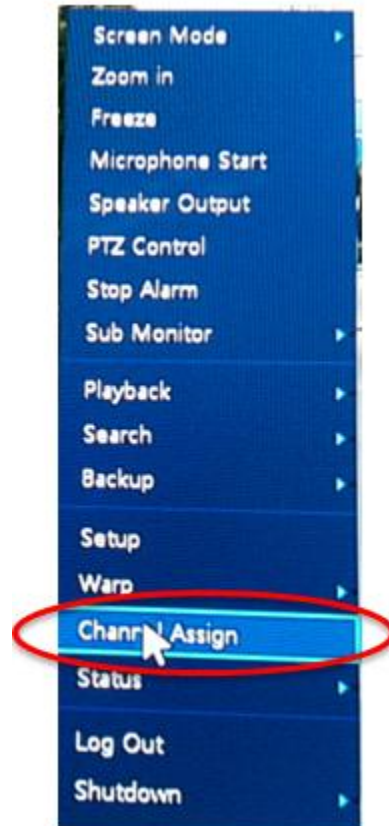 Screen Mode
Zoom in
Freeze
Microphone Start
Speaker Output
PTZ Control
Stop Alarm
Sub Monitor
Playback
Search
Backup
Setup
Warp
Channel Assign
Status
Log Out
Shutdown